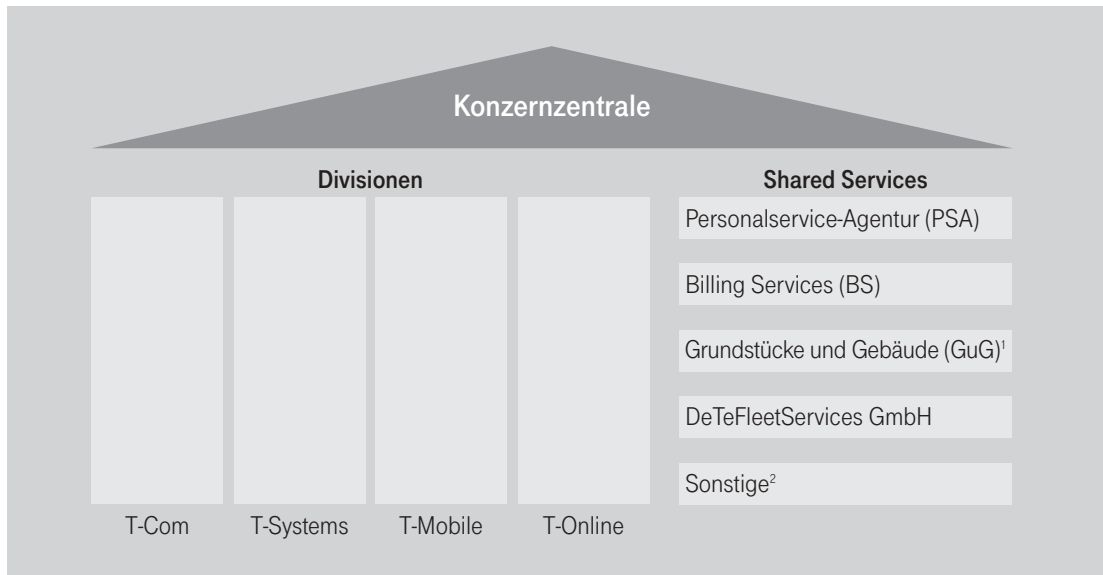 Konzernzentrale
Divisionen
Shared Services
Personalservice-Agentur (PSA)
Billing Services (BS)
Grundstücke und Gebäude (GuG)¹
DeTeFleetServices GmbH
Sonstige²
T-Com
T-Systems
T-Mobile
T-Online